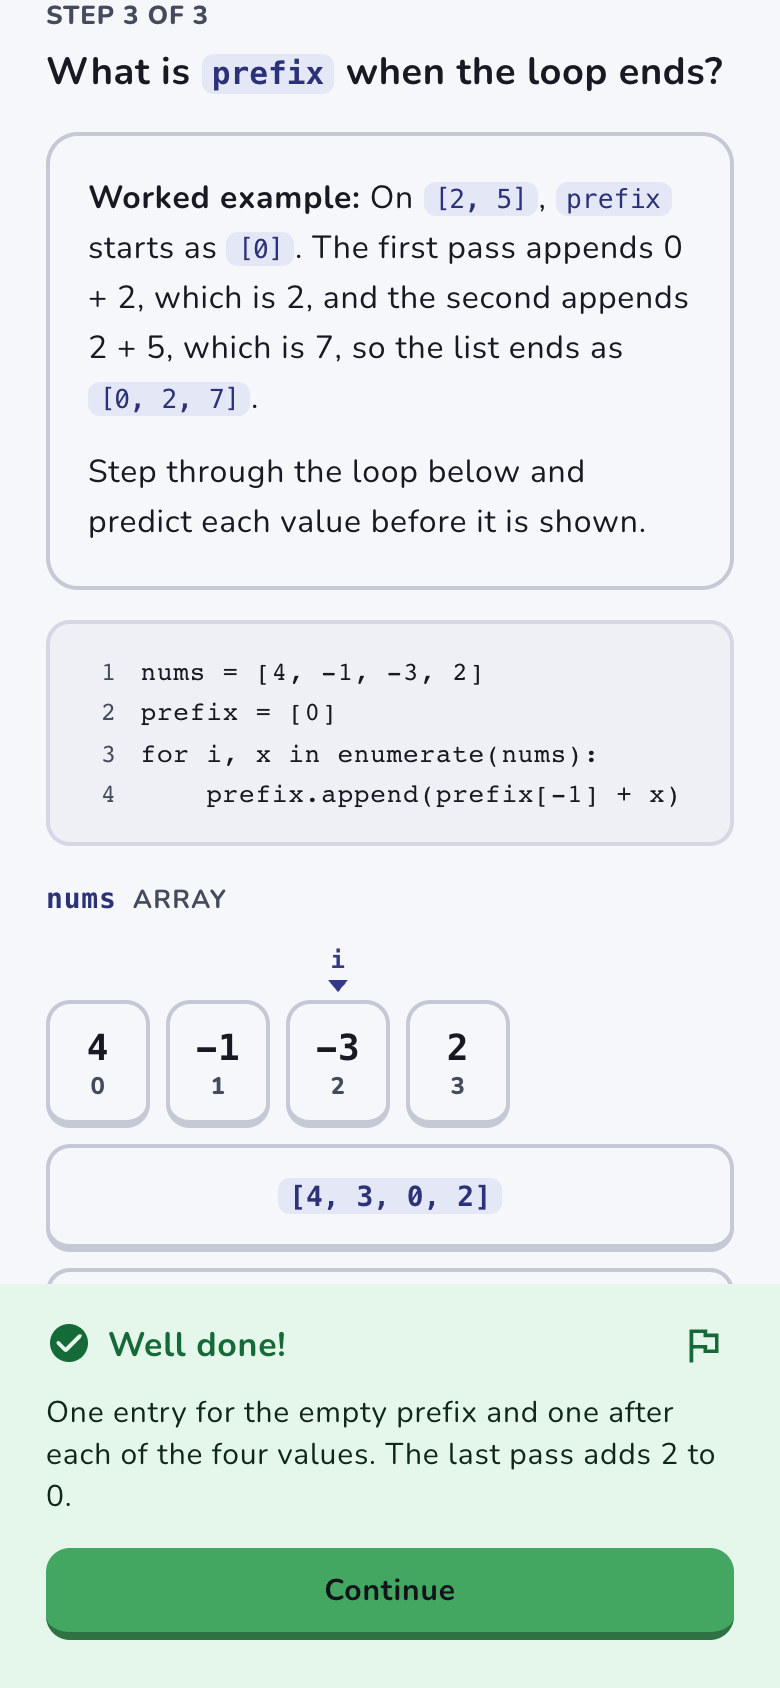 STEP 3 OF 3
What is prefix when the loop ends?
Worked example: On [2, 5], prefix
starts as [0]. The first pass appends 0
+ 2, which is 2, and the second appends
2 + 5, which is 7, so the list ends as
[0, 2, 7].
Step through the loop below and
predict each value before it is shown.
1 nums = [4, −1, −3, 2]
2 prefix = [0]
3 for i, x in enumerate(nums):
4     prefix.append(prefix[−1] + x)
nums ARRAY
i
4 −1 −3 2
0 1 2 3
[4, 3, 0, 2]
Well done!
One entry for the empty prefix and one after
each of the four values. The last pass adds 2 to
0.
Continue